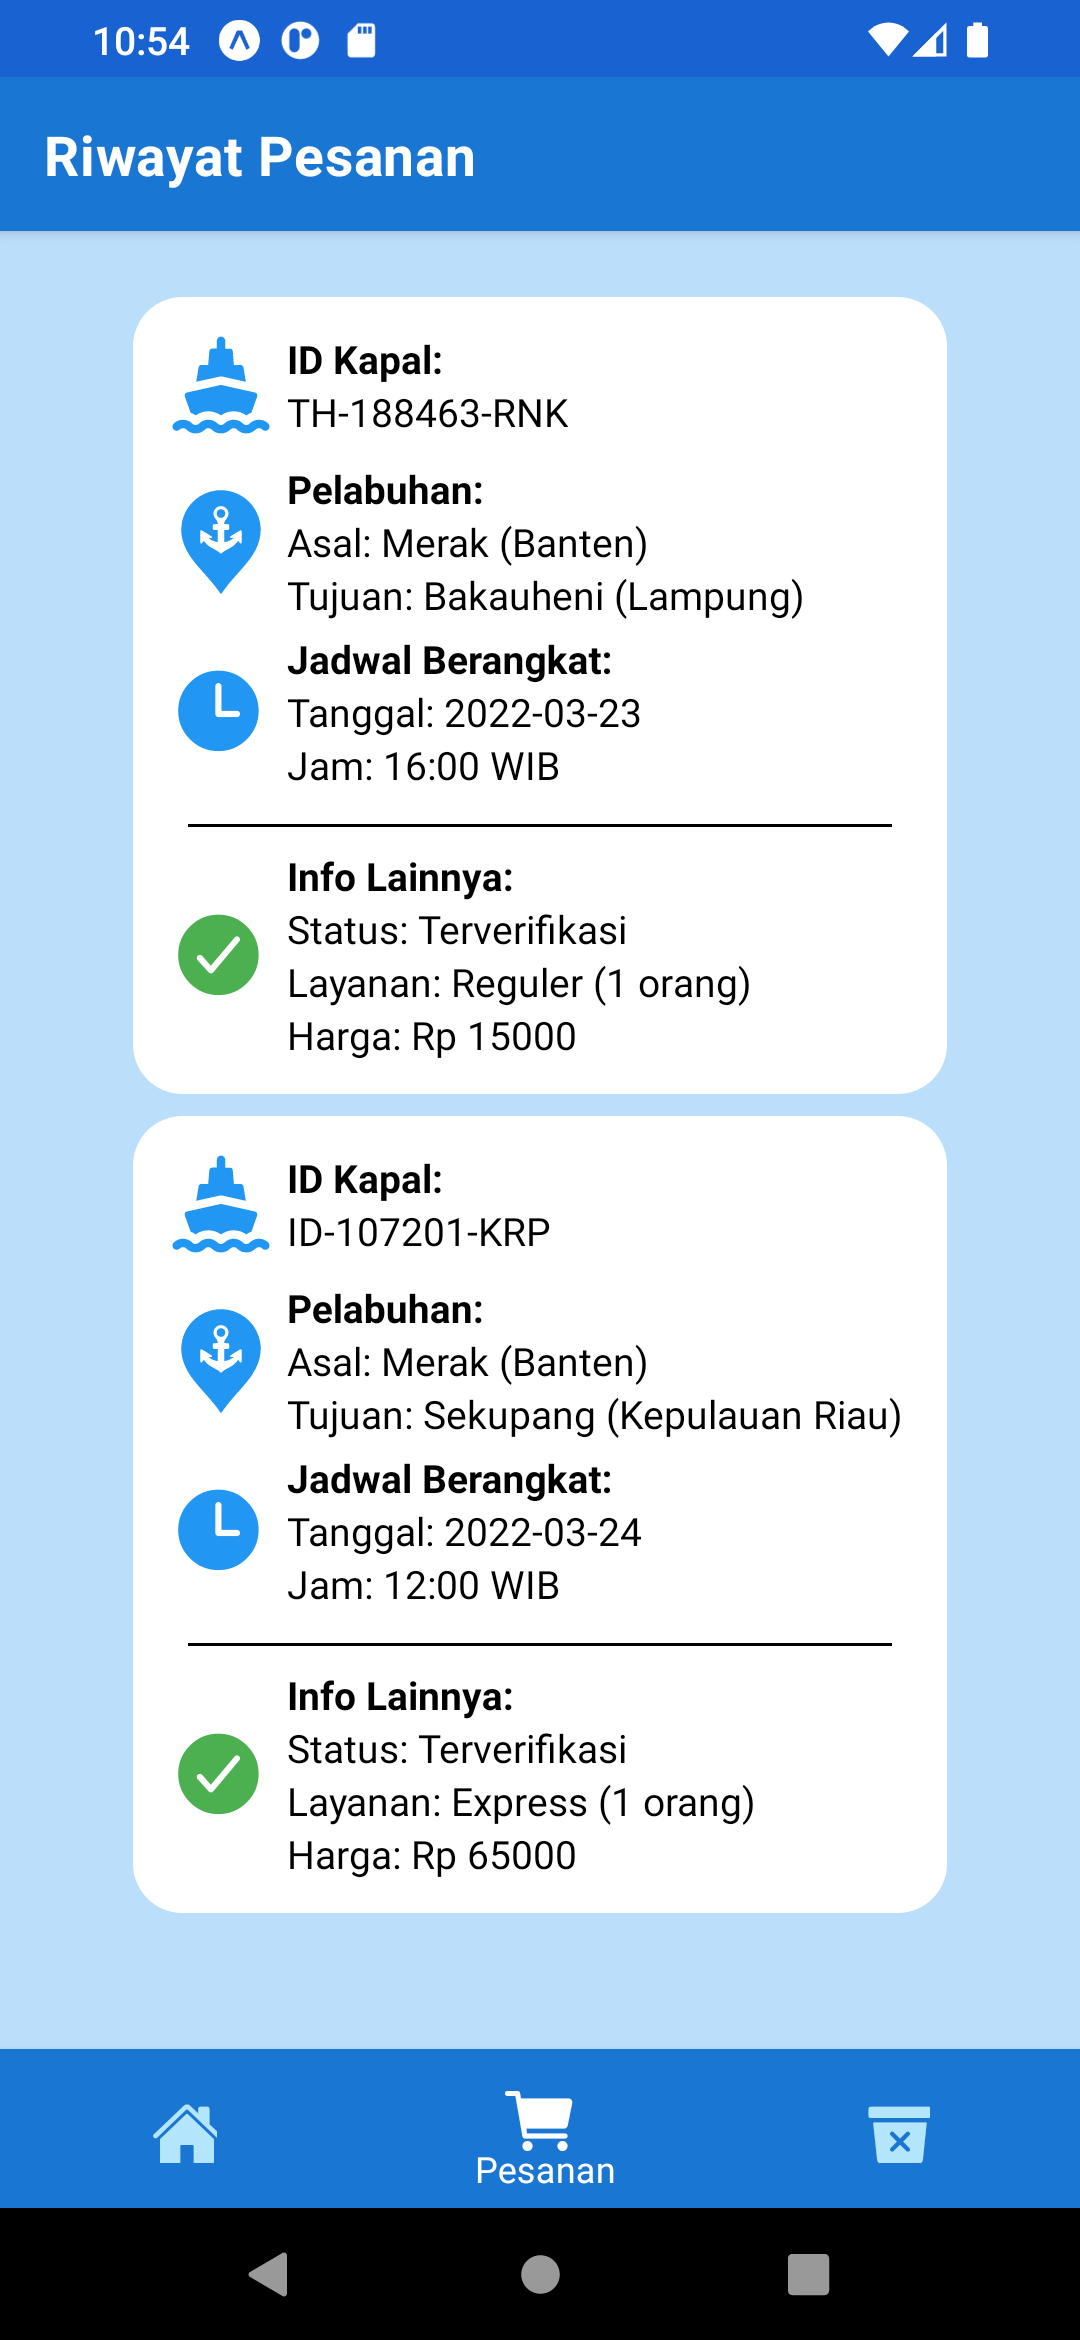 10:54
Riwayat Pesanan
ID Kapal:
TH-188463-RNK
Pelabuhan:
Asal: Merak (Banten)
Tujuan: Bakauheni (Lampung)
Jadwal Berangkat:
Tanggal: 2022-03-23
Jam: 16:00 WIB
Info Lainnya:
Status: Terverifikasi
Layanan: Reguler (1 orang)
Harga: Rp 15000
ID Kapal:
ID-107201-KRP
Pelabuhan:
Asal: Merak (Banten)
Tujuan: Sekupang (Kepulauan Riau)
Jadwal Berangkat:
Tanggal: 2022-03-24
Jam: 12:00 WIB
Info Lainnya:
Status: Terverifikasi
Layanan: Express (1 orang)
Harga: Rp 65000
Pesanan